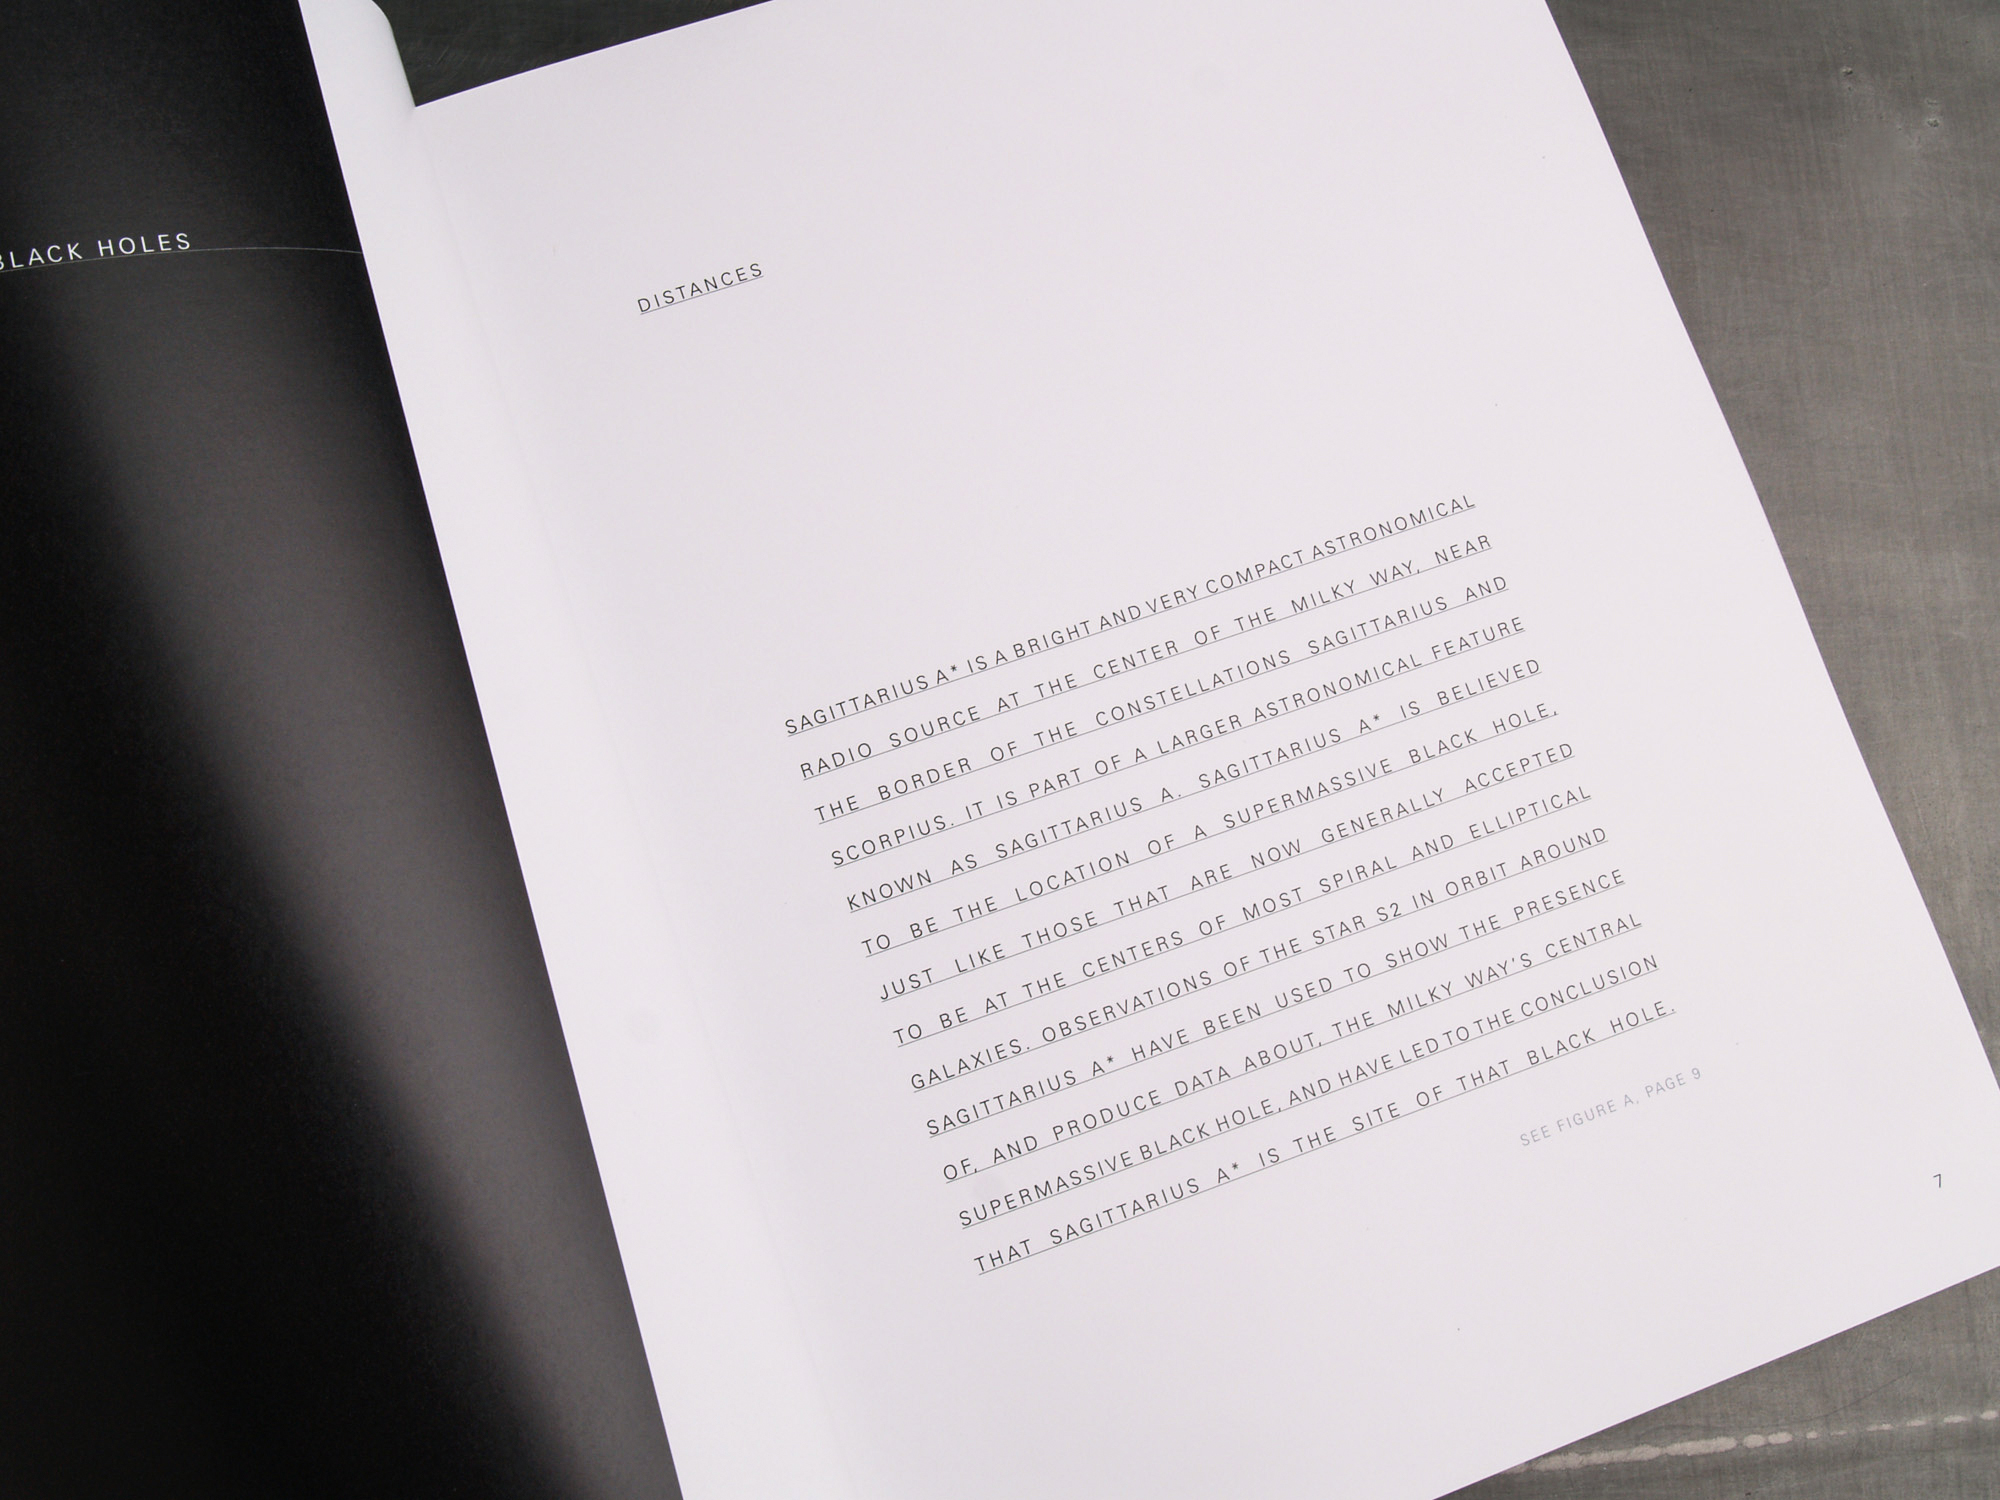 BLACK HOLES
DISTANCES
SAGITTARIUS A* IS A BRIGHT AND VERY COMPACT ASTRONOMICAL
RADIO SOURCE AT THE CENTER OF THE MILKY WAY, NEAR
THE BORDER OF THE CONSTELLATIONS SAGITTARIUS AND
SCORPIUS. IT IS PART OF A LARGER ASTRONOMICAL FEATURE
KNOWN AS SAGITTARIUS A. SAGITTARIUS A* IS BELIEVED
TO BE THE LOCATION OF A SUPERMASSIVE BLACK HOLE,
JUST LIKE THOSE THAT ARE NOW GENERALLY ACCEPTED
TO BE AT THE CENTERS OF MOST SPIRAL AND ELLIPTICAL
GALAXIES. OBSERVATIONS OF THE STAR S2 IN ORBIT AROUND
SAGITTARIUS A* HAVE BEEN USED TO SHOW THE PRESENCE
OF, AND PRODUCE DATA ABOUT, THE MILKY WAY'S CENTRAL
SUPERMASSIVE BLACK HOLE, AND HAVE LED TO THE CONCLUSION
THAT SAGITTARIUS A* IS THE SITE OF THAT BLACK HOLE.
SEE FIGURE A, PAGE 9
7